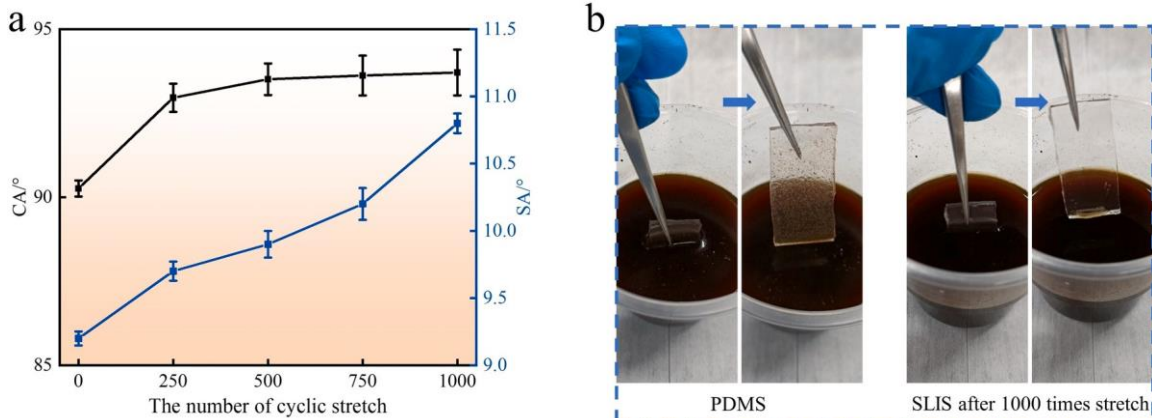 a
95
90
85
CA/°
0
250
500
750
1000
The number of cyclic stretch
11.5
11.0
10.5
10.0
9.5
9.0
SA/°
b
PDMS
SLIS after 1000 times stretch